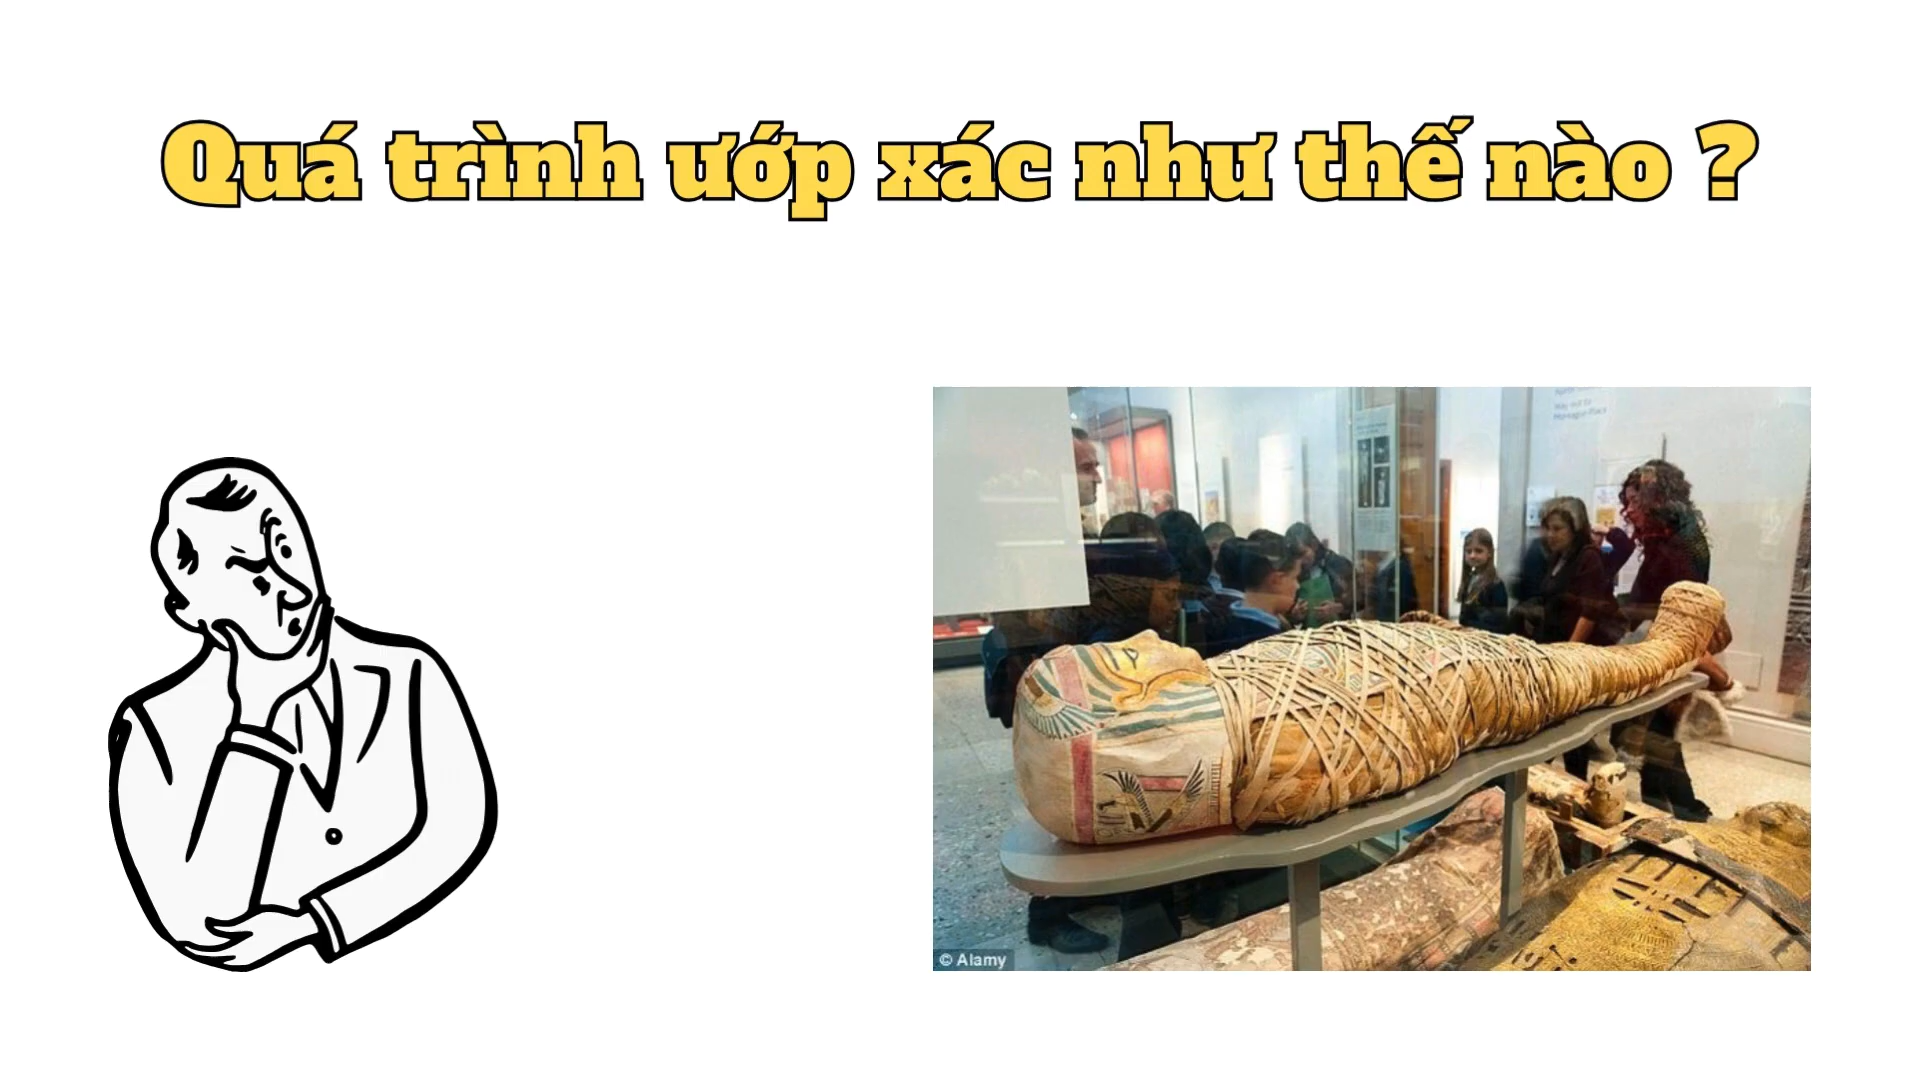 Quá trình ướp xác như thế nào ?
© Alamy